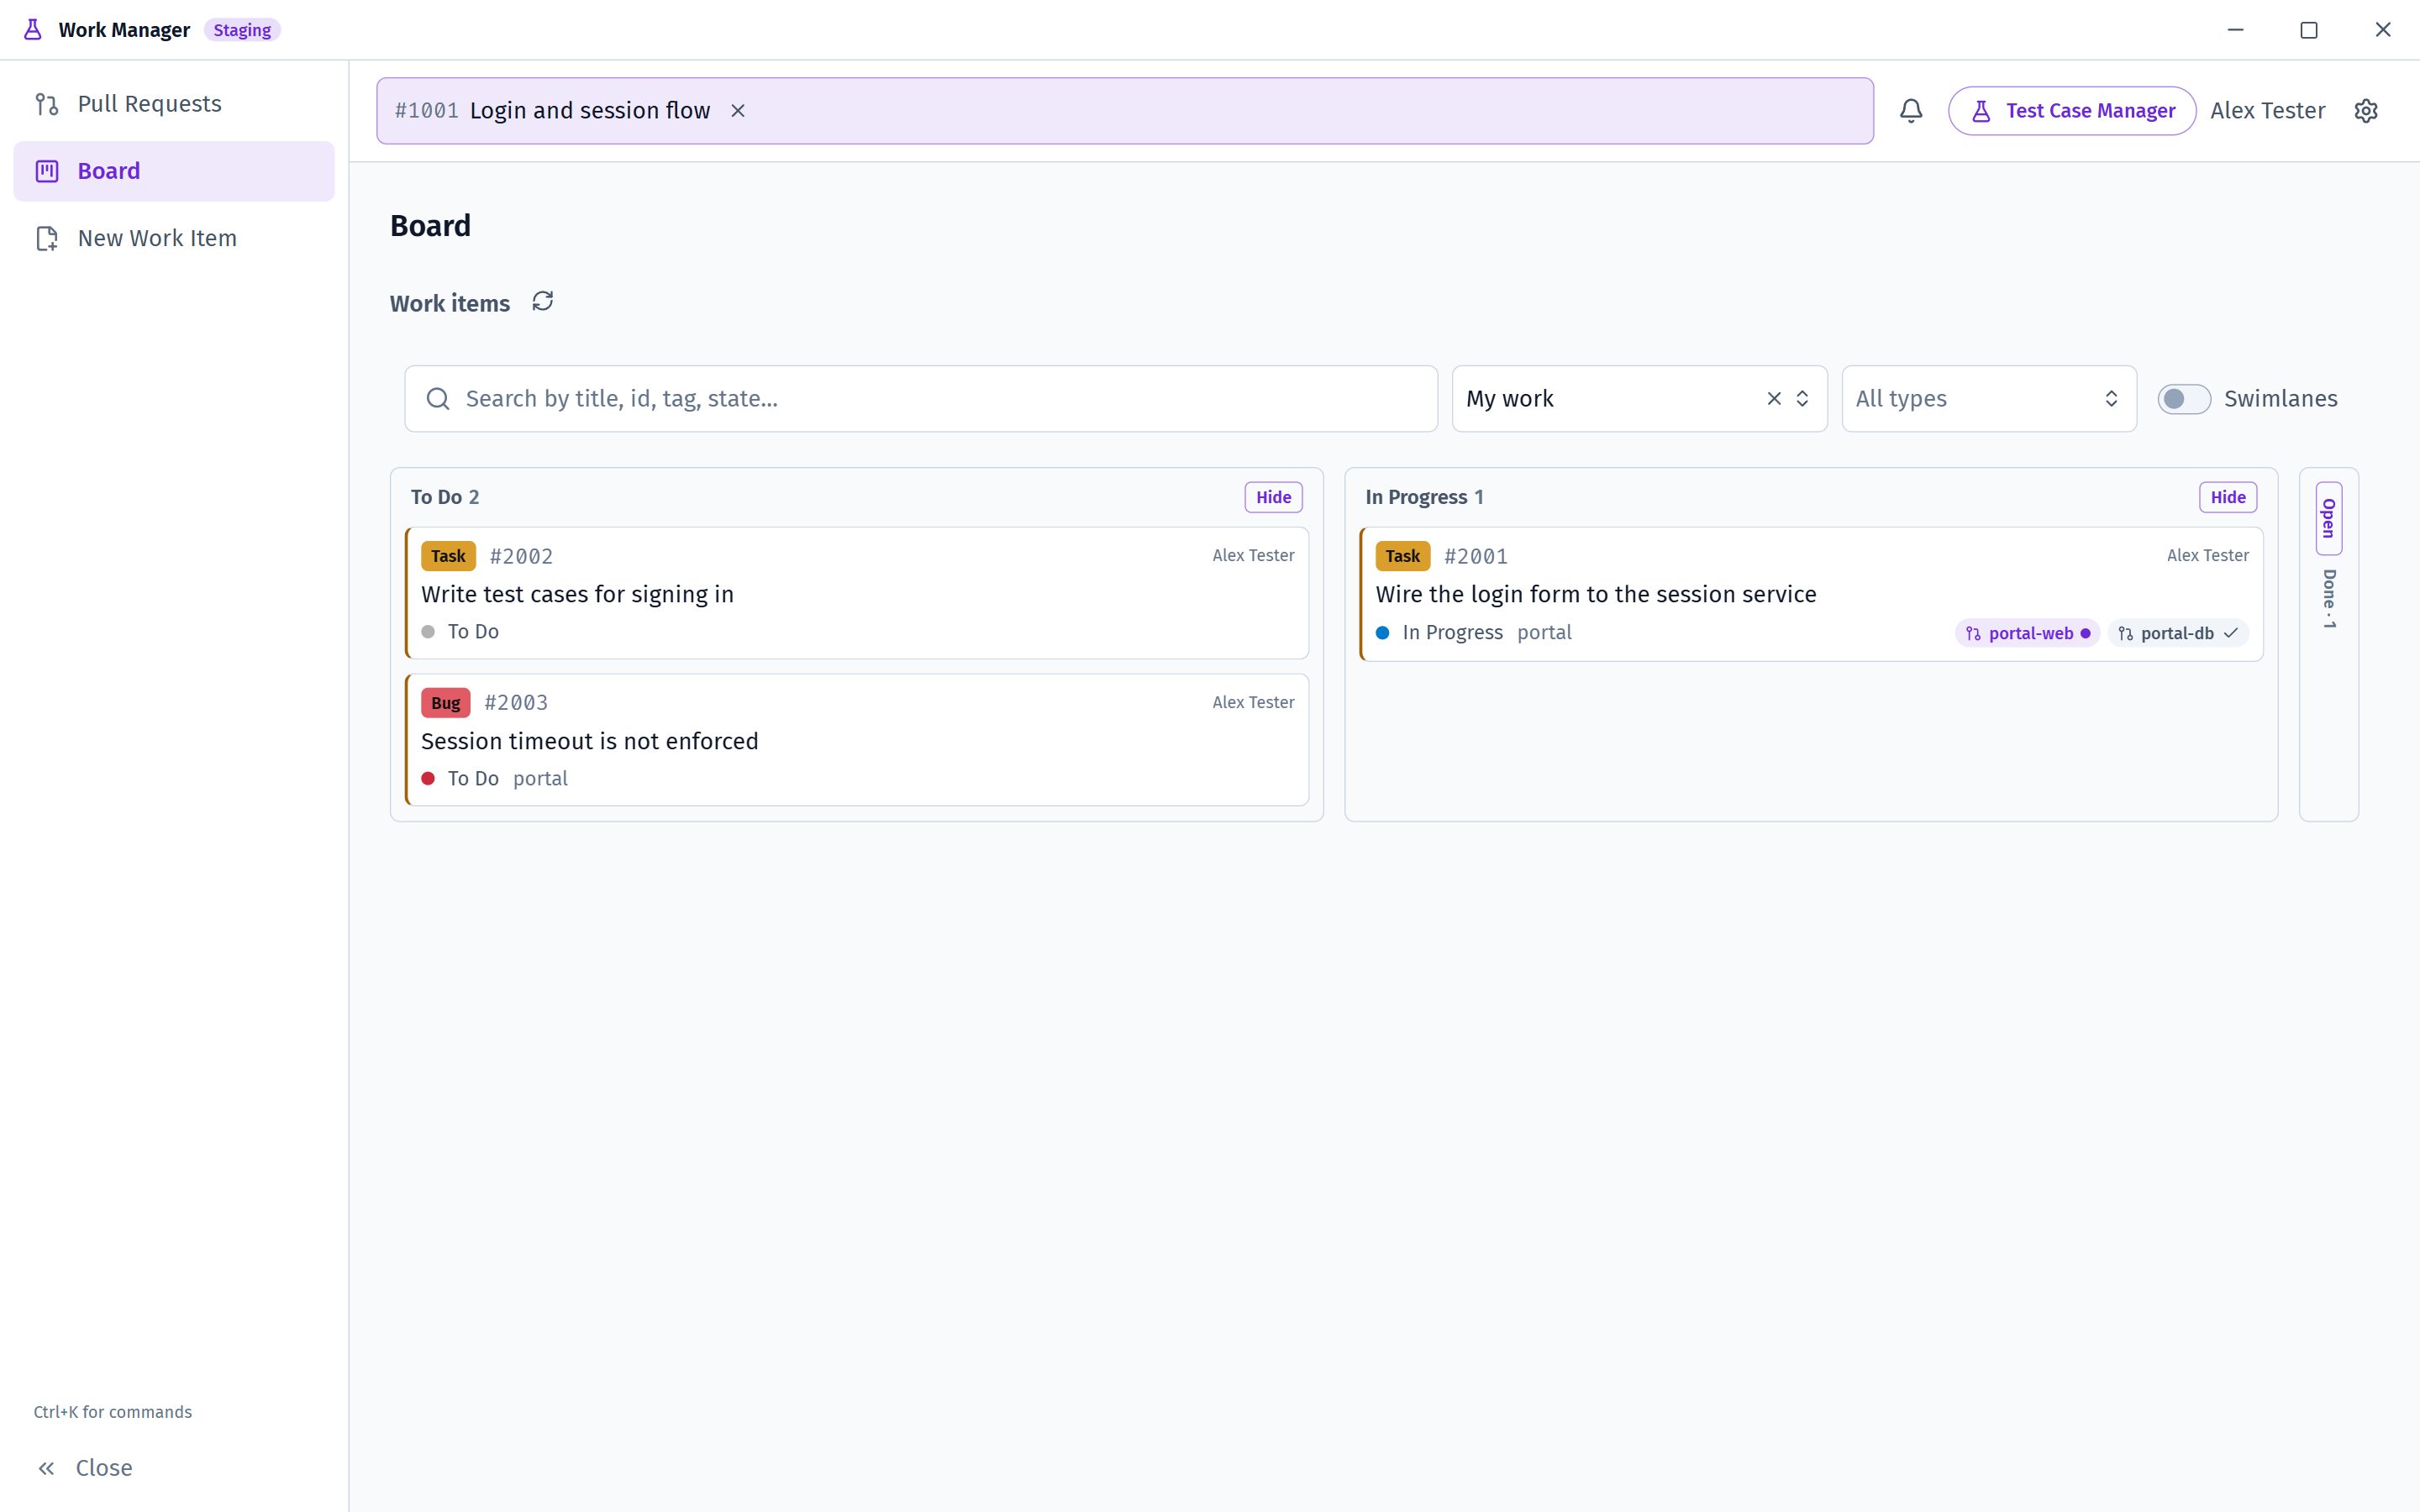 Work Manager Staging
Pull Requests
Board
New Work Item
Ctrl+K for commands
Close
#1001 Login and session flow
Test Case Manager
Alex Tester
Board
Work items
Search by title, id, tag, state...
My work
All types
Swimlanes
To Do 2
Hide
Task #2002 Alex Tester
Write test cases for signing in
To Do
Bug #2003 Alex Tester
Session timeout is not enforced
To Do portal
In Progress 1
Hide
Task #2001 Alex Tester
Wire the login form to the session service
In Progress portal portal-web portal-db
Open
Done · 1